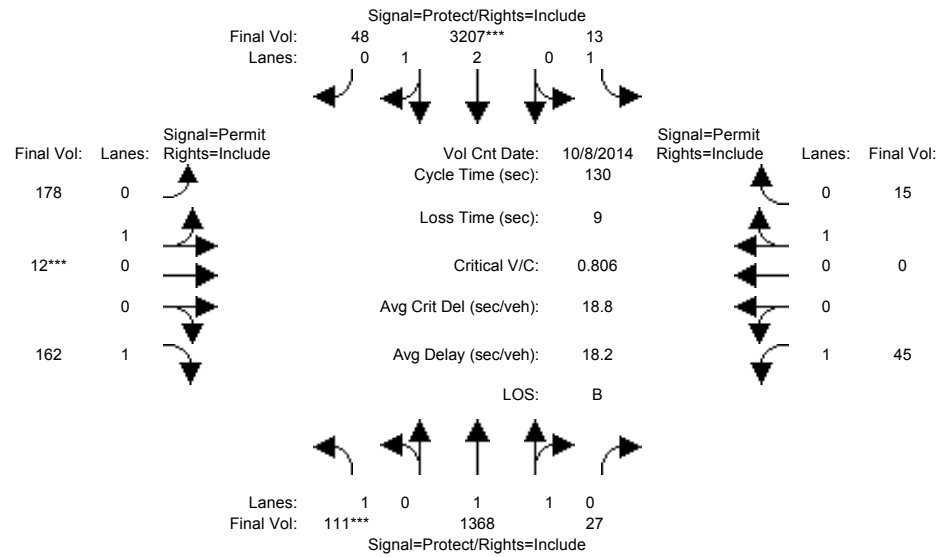 Signal=Protect/Rights=Include
Final Vol: 48 3207*** 13
Lanes: 0 1 2 0 1
Signal=Permit Signal=Permit
Final Vol: Lanes: Rights=Include Vol Cnt Date: 10/8/2014 Rights=Include Lanes: Final Vol:
Cycle Time (sec): 130
178 0 0 15
Loss Time (sec): 9
1 1
12*** 0 Critical V/C: 0.806 0 0
0 Avg Crit Del (sec/veh): 18.8 0
162 1 Avg Delay (sec/veh): 18.2 1 45
LOS: B
Lanes: 1 0 1 1 0
Final Vol: 111*** 1368 27
Signal=Protect/Rights=Include